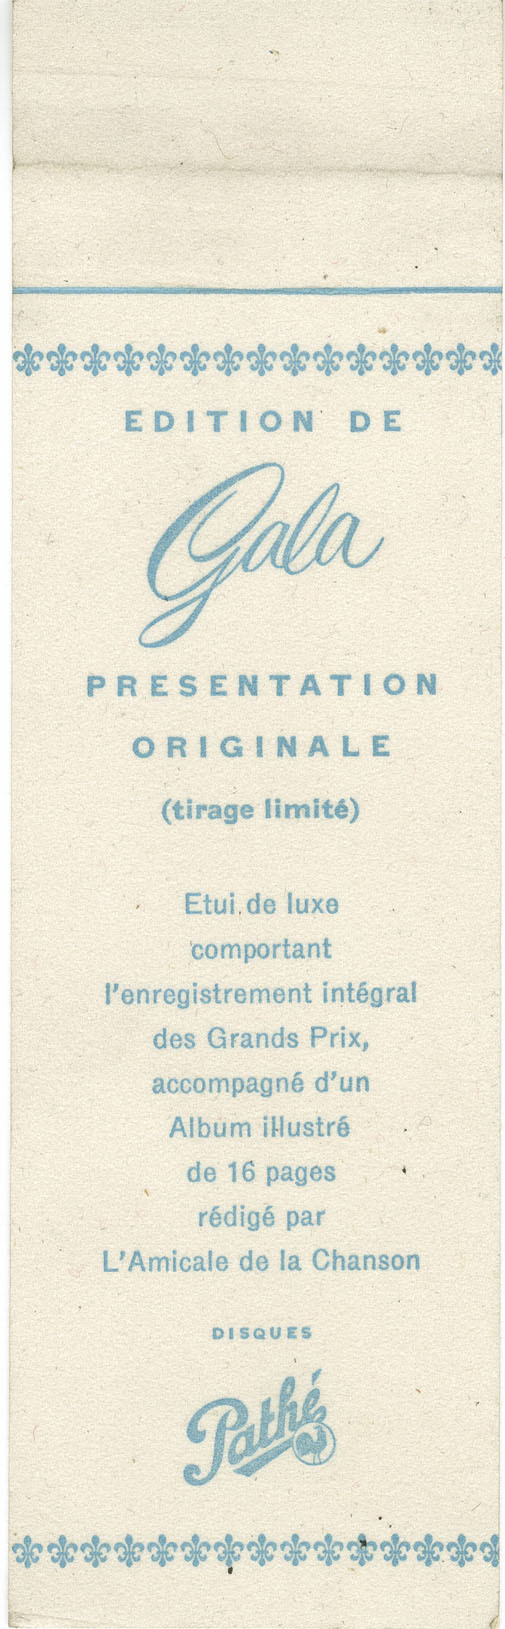 EDITION DE
Gala
PRESENTATION
ORIGINALE
(tirage limité)
Etui de luxe
comportant
l'enregistrement intégral
des Grands Prix,
accompagné d'un
Album illustré
de 16 pages
rédigé par
L'Amicale de la Chanson
DISQUES
Pathé